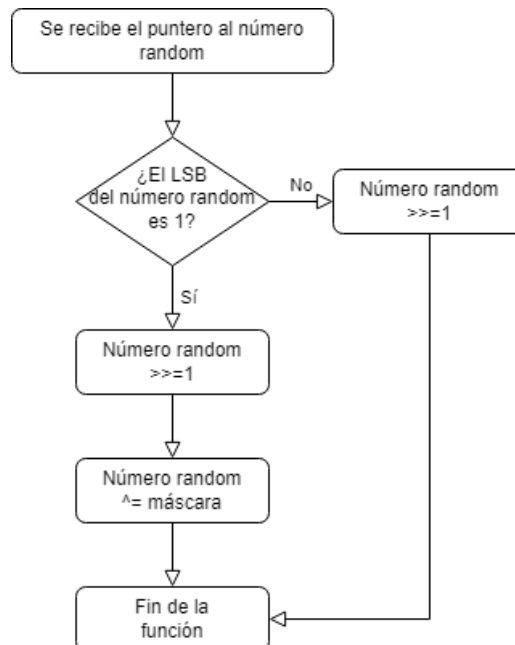 Se recibe el puntero al número
random
¿El LSB
del número random
es 1?
No
Número random
>>=1
Sí
Número random
>>=1
Número random
^= máscara
Fin de la
función